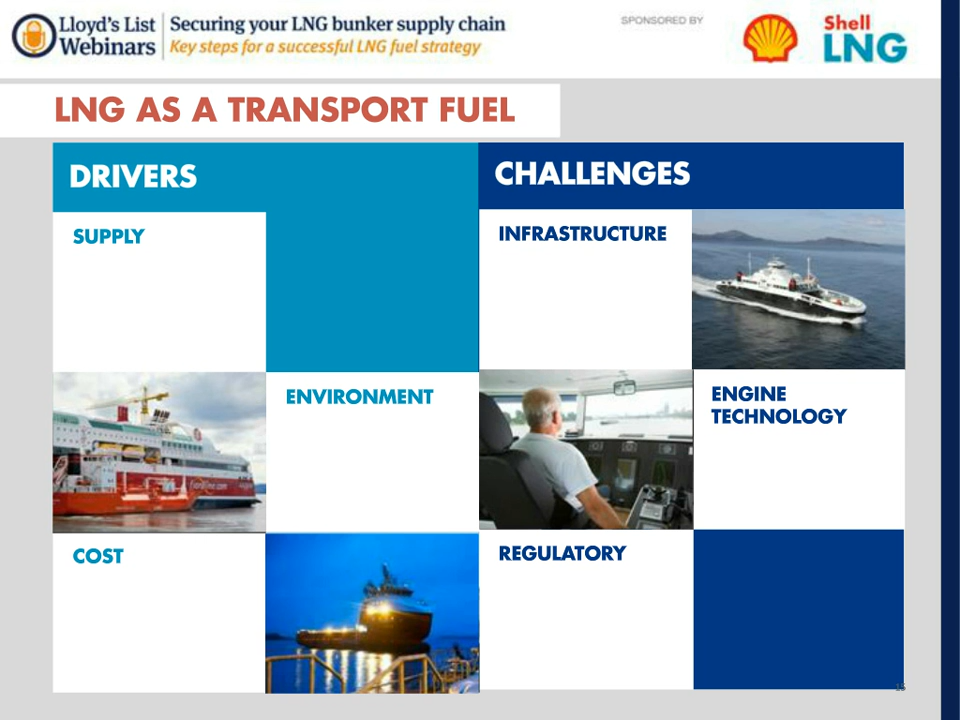 Lloyd's List
Webinars
Securing your LNG bunker supply chain
Key steps for a successful LNG fuel strategy
SPONSORED BY
Shell
LNG
LNG AS A TRANSPORT FUEL
DRIVERS
CHALLENGES
SUPPLY
INFRASTRUCTURE
ENVIRONMENT
ENGINE
TECHNOLOGY
COST
REGULATORY